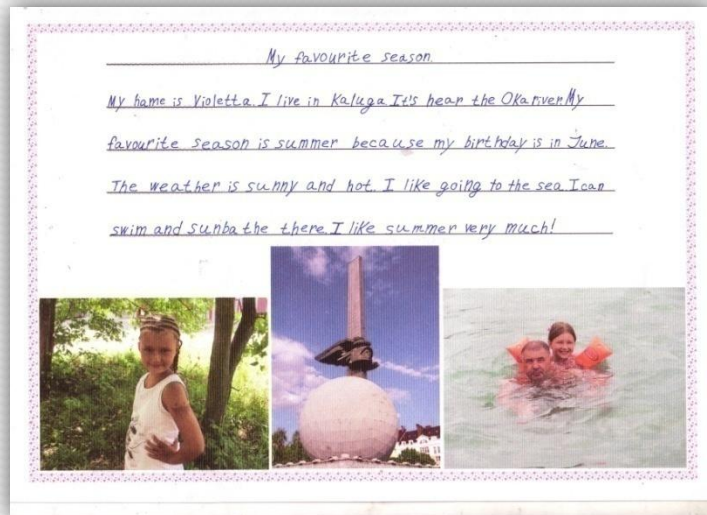 My favourite season
My name is Violetta. I live in Kaluga. It's near the Oka river. My
favourite season is summer because my birthday is in June.
The weather is sunny and hot. I like going to the sea. I can
swim and sunbathe there. I like summer very much!